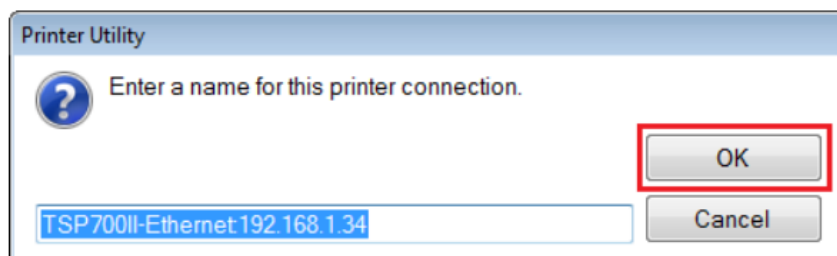 Printer Utility
Enter a name for this printer connection.
OK
TSP700II-Ethernet:192.168.1.34
Cancel